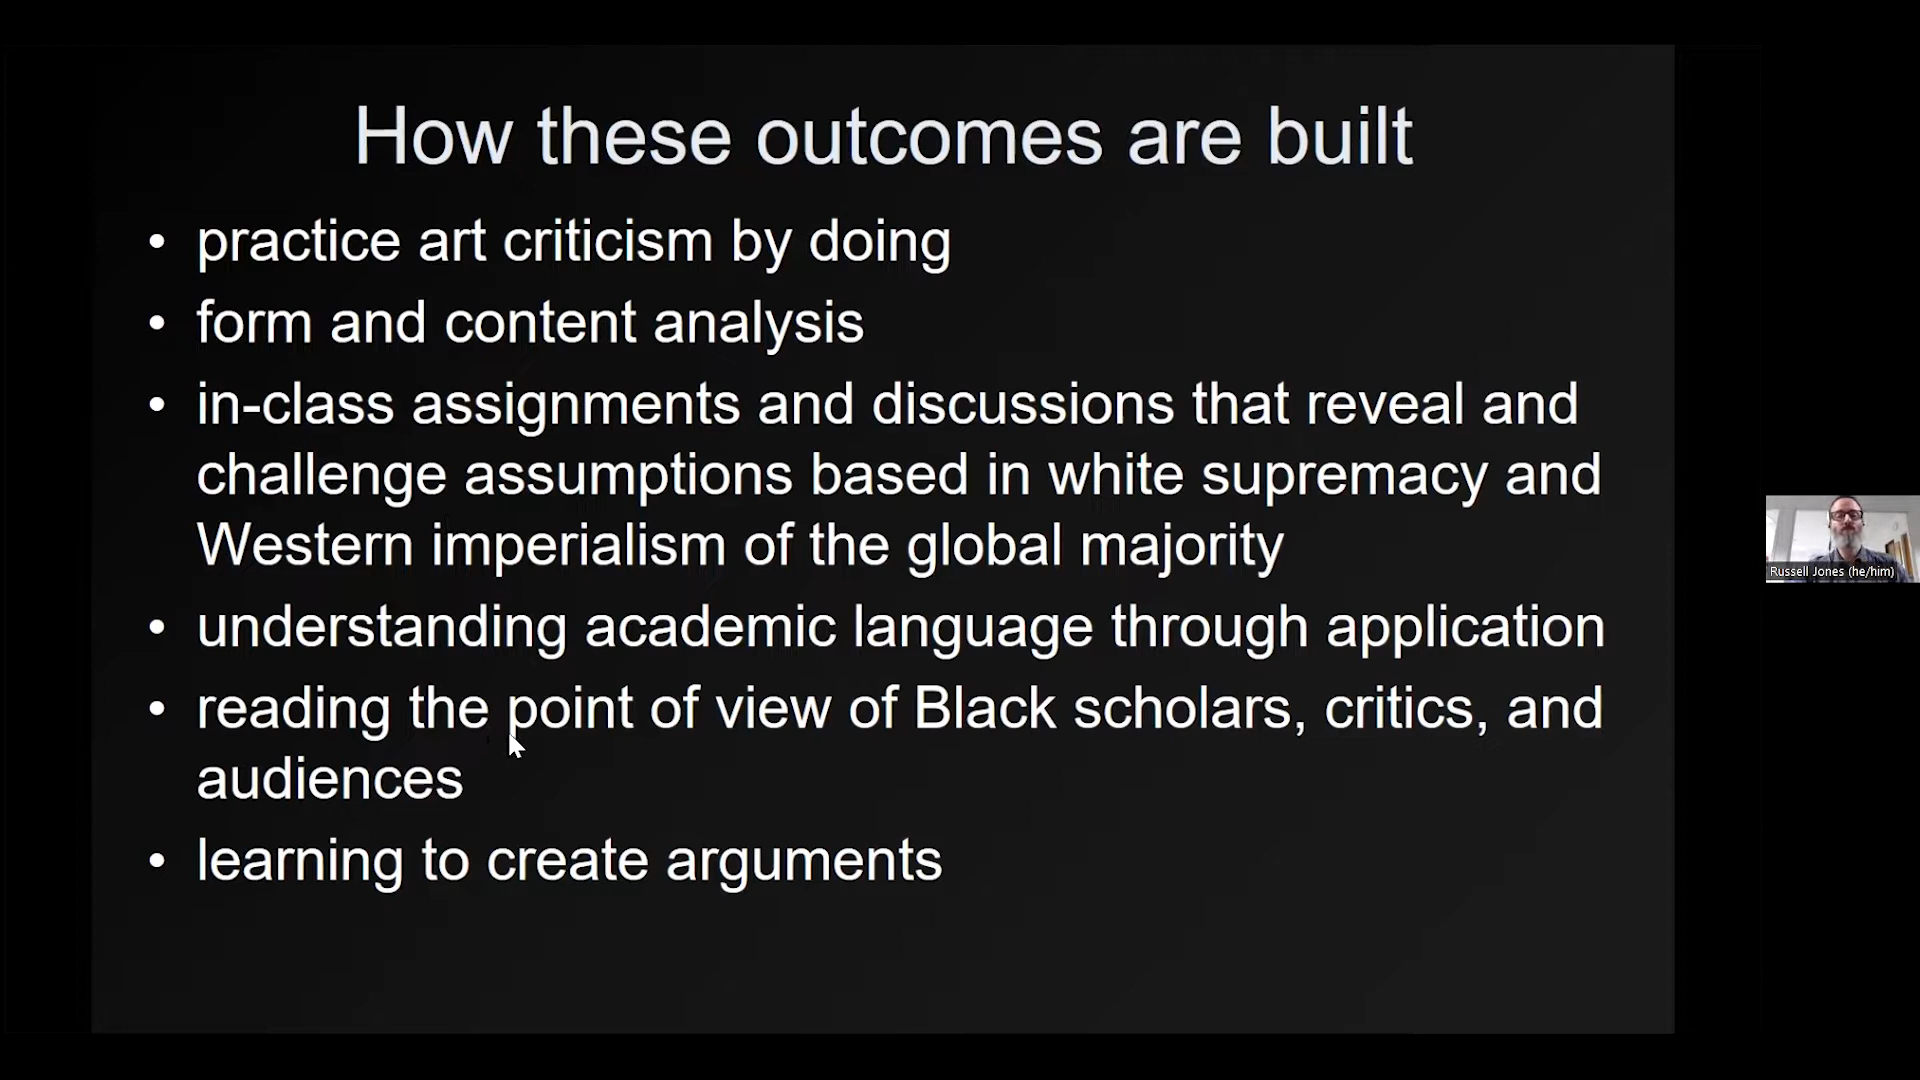 How these outcomes are built
• practice art criticism by doing
• form and content analysis
• in-class assignments and discussions that reveal and
challenge assumptions based in white supremacy and
Western imperialism of the global majority
• understanding academic language through application
• reading the point of view of Black scholars, critics, and
audiences
• learning to create arguments
Russell Jones (he/him)